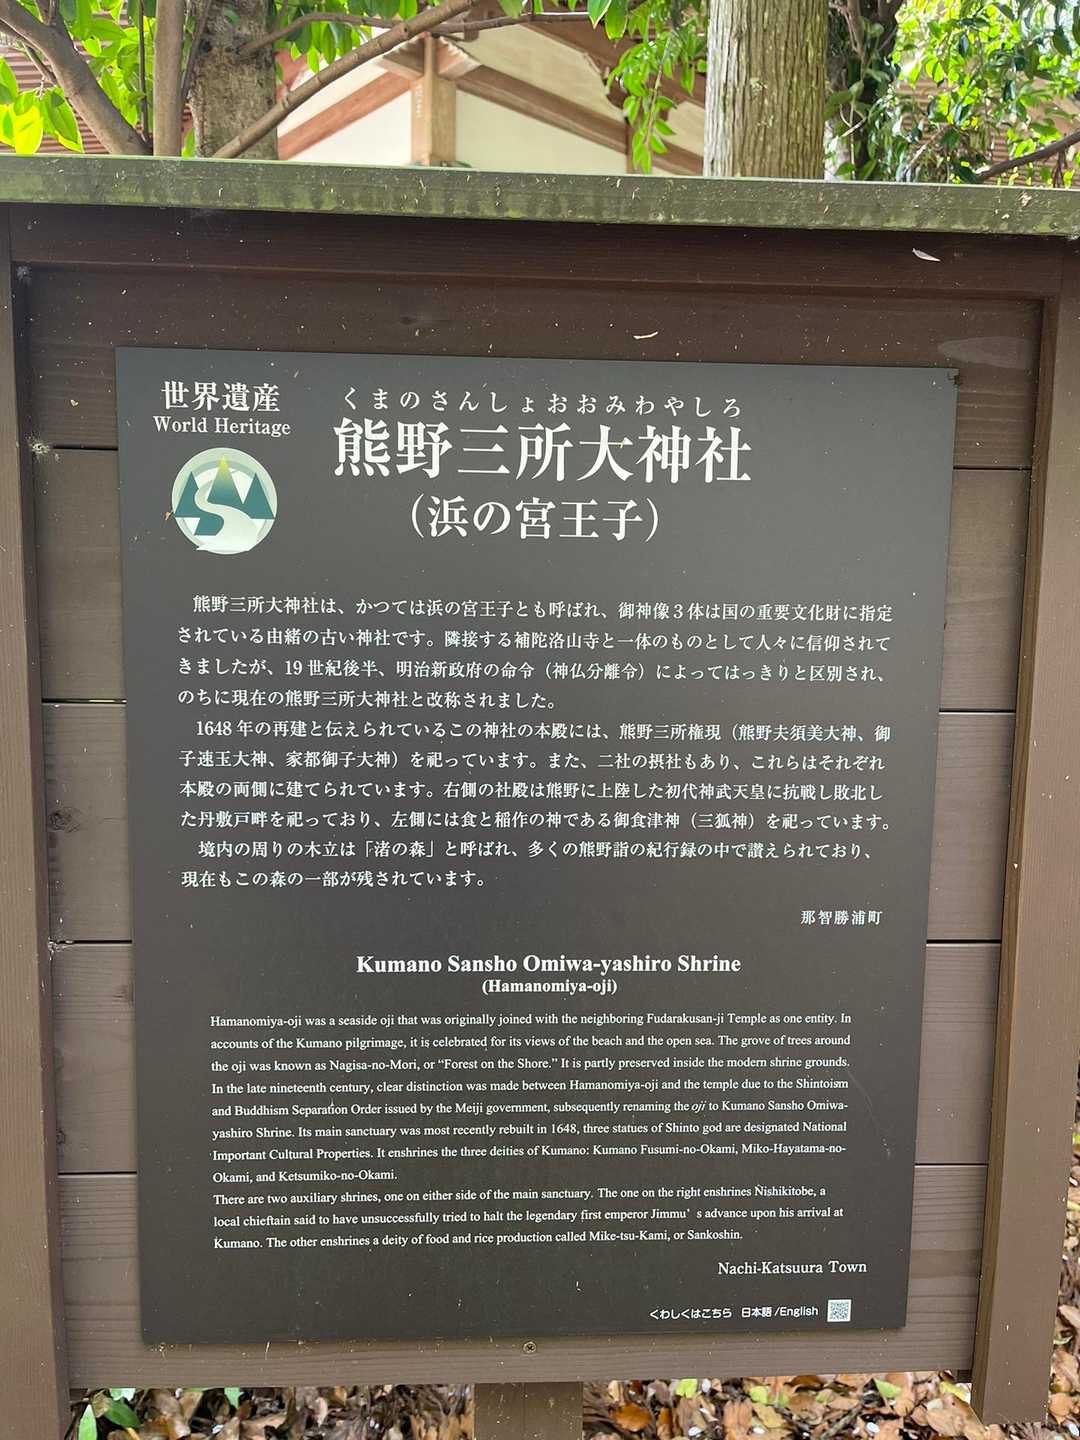 世界遺産
World Heritage
くまのさんしょおおみわやしろ
熊野三所大神社
（浜の宮王子）
熊野三所大神社は、かつては浜の宮王子とも呼ばれ、御神像３体は国の重要文化財に指定
されている由緒の古い神社です。隣接する補陀洛山寺と一体のものとして人々に信仰されて
きましたが、19 世紀後半、明治新政府の命令（神仏分離令）によってはっきりと区別され、
のちに現在の熊野三所大神社と改称されました。
1648 年の再建と伝えられているこの神社の本殿には、熊野三所権現（熊野夫須美大神、御
子速玉大神、家都御子大神）を祀っています。また、二社の摂社もあり、これらはそれぞれ
本殿の両側に建てられています。右側の社殿は熊野に上陸した初代神武天皇に抗戦し敗北し
た丹敷戸畔を祀っており、左側には食と稲作の神である御食津神（三狐神）を祀っています。
境内の周りの木立は「渚の森」と呼ばれ、多くの熊野詣の紀行録の中で讃えられており、
現在もこの森の一部が残されています。
那智勝浦町
Kumano Sansho Omiwa-yashiro Shrine
(Hamanomiya-oji)
Hamanomiya-oji was a seaside oji that was originally joined with the neighboring Fudarakusan-ji Temple as one entity. In
accounts of the Kumano pilgrimage, it is celebrated for its views of the beach and the open sea. The grove of trees around
the oji was known as Nagisa-no-Mori, or “Forest on the Shore.” It is partly preserved inside the modern shrine grounds.
In the late nineteenth century, clear distinction was made between Hamanomiya-oji and the temple due to the Shintoism
and Buddhism Separation Order issued by the Meiji government, subsequently renaming the oji to Kumano Sansho Omiwa-
yashiro Shrine. Its main sanctuary was most recently rebuilt in 1648, three statues of Shinto god are designated National
Important Cultural Properties. It enshrines the three deities of Kumano: Kumano Fusumi-no-Okami, Miko-Hayatama-no-
Okami, and Ketsumiko-no-Okami.
There are two auxiliary shrines, one on either side of the main sanctuary. The one on the right enshrines Nishikitobe, a
local chieftain said to have unsuccessfully tried to halt the legendary first emperor Jimmu’s advance upon his arrival at
Kumano. The other enshrines a deity of food and rice production called Mike-tsu-Kami, or Sankoshin.
Nachi-Katsuura Town
くわしくはこちら 日本語/English